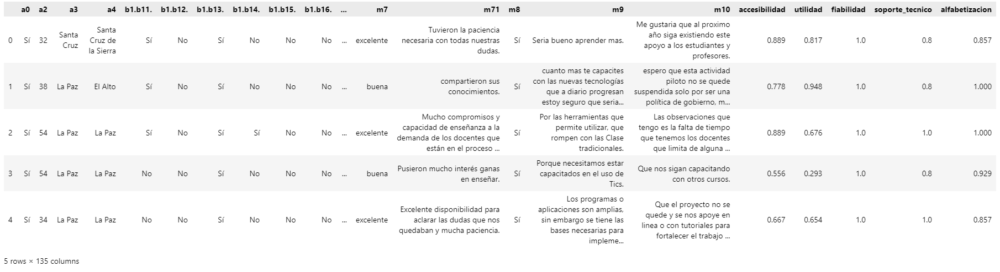 a0 a2 a3 a4 b1.b11. b1.b12. b1.b13. b1.b14. b1.b15. b1.b16. ... m7 m71 m8 m9 m10 accesibilidad utilidad fiabilidad soporte_tecnico alfabetizacion
0 Sí 32 Santa Cruz Santa Cruz de la Sierra Sí No Sí No No No ... excelente Tuvieron la paciencia necesaria con todas nuestras dudas. Sí Seria bueno aprender mas. Me gustaria que al proximo año siga existiendo este apoyo a los estudiantes y profesores. 0.889 0.817 1.0 0.8 0.857
1 Sí 38 La Paz El Alto Sí No Sí No No No ... buena compartieron sus conocimientos. Sí cuanto mas te capacites con las nuevas tecnologías que a diario progresan estoy seguro que seria... espero que esta actividad piloto no se quede suspendida solo por ser una política de gobierno, m... 0.778 0.948 1.0 0.8 1.000
2 Sí 54 La Paz La Paz Sí No Sí Sí No No ... excelente Mucho compromisos y capacidad de enseñanza a la demanda de los docentes que están en el proceso ... Sí Por las herramientas que permite utilizar, que rompen con las Clase tradicionales. Las observaciones que tengo es la falta de tiempo que tenemos los docentes que limita de alguna ... 0.889 0.676 1.0 1.0 1.000
3 Sí 54 La Paz La Paz No No Sí No No No ... buena Pusieron mucho interés ganas en enseñar. Sí Porque necesitamos estar capacitados en el uso de Tics. Que nos sigan capacitando con otros cursos. 0.556 0.293 1.0 0.8 0.929
4 Sí 34 La Paz La Paz No No Sí No No No ... excelente Excelente disponibilidad para aclarar las dudas que nos quedaban y mucha paciencia. Sí Los programas o aplicaciones son amplias, sin embargo se tiene las bases necesarias para impleme... Que el proyecto no se quede y se nos apoye en linea o con tutoriales para fortalecer el trabajo ... 0.667 0.654 1.0 1.0 0.857
5 rows × 135 columns